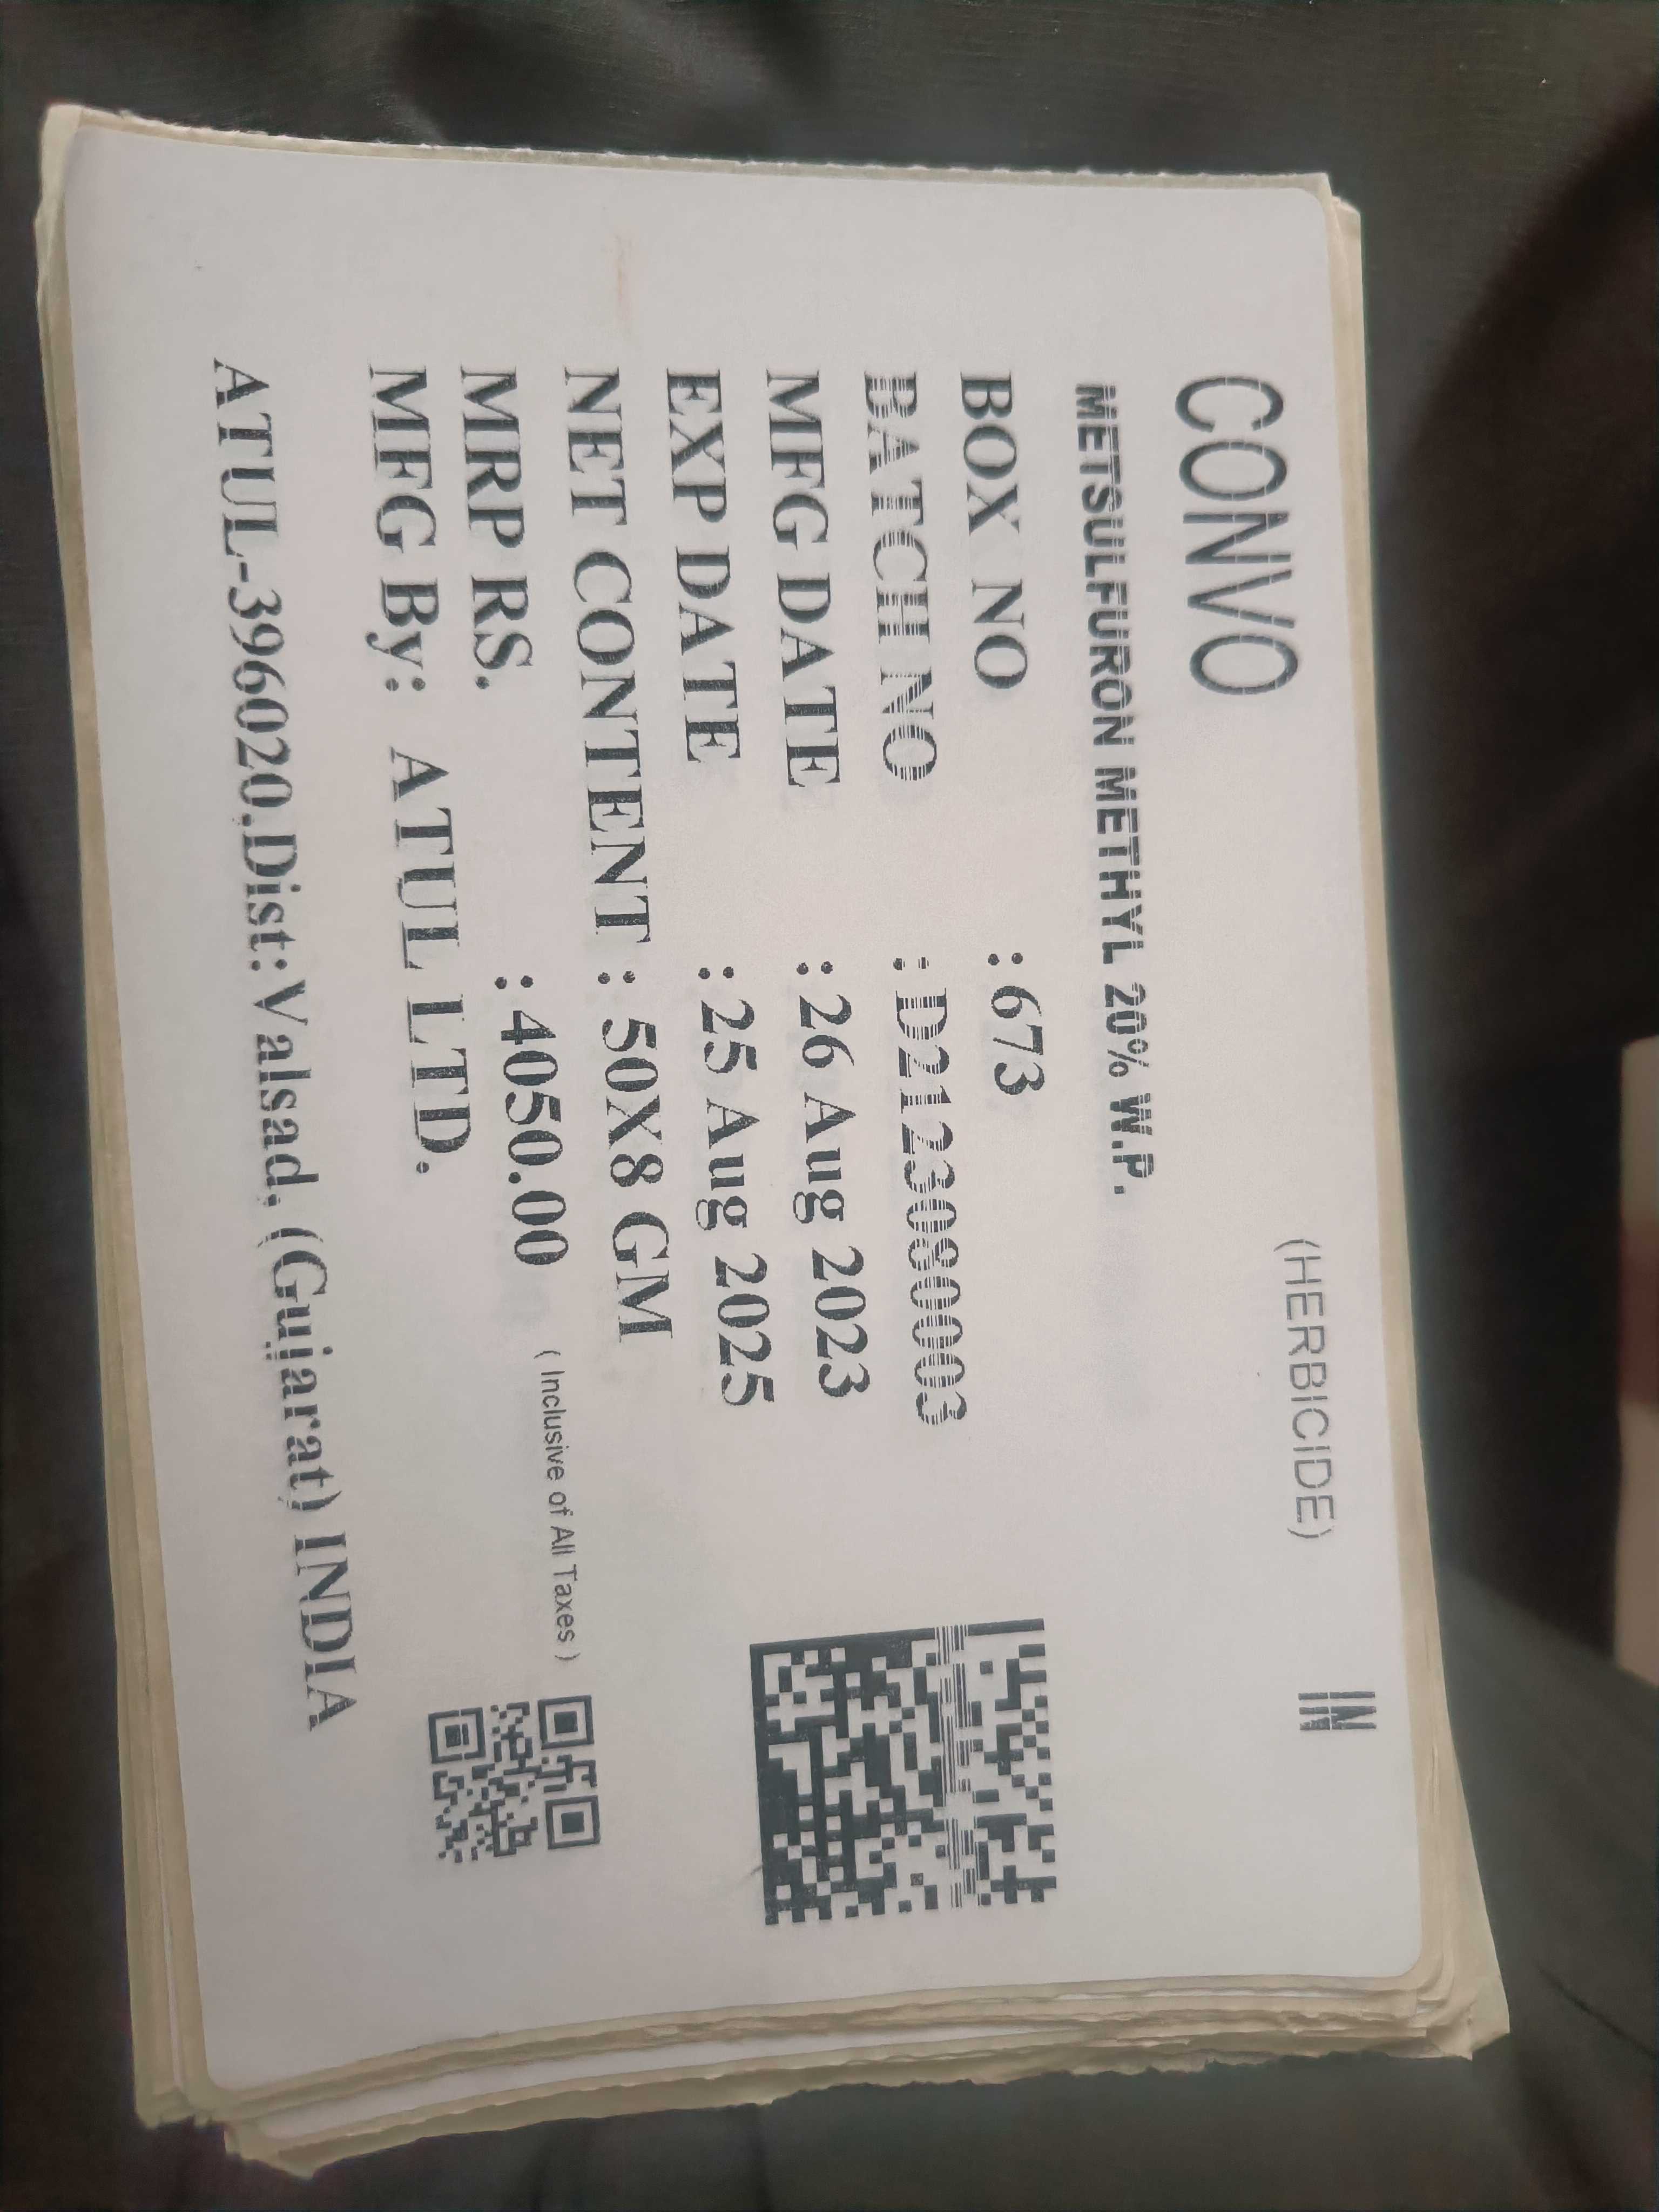 IN
CONVO (HERBICIDE)
METSULFURON METHYL 20% W.P.
BOX NO :673
BATCH NO :D2123080003
MFG DATE : 26 Aug 2023
EXP DATE : 25 Aug 2025
NET CONTENT : 50X8 GM
MRP RS. : 4050.00 ( Inclusive of All Taxes )
MFG By: ATUL LTD.
ATUL-396020.Dist:Valsad. (Gujarat) INDIA